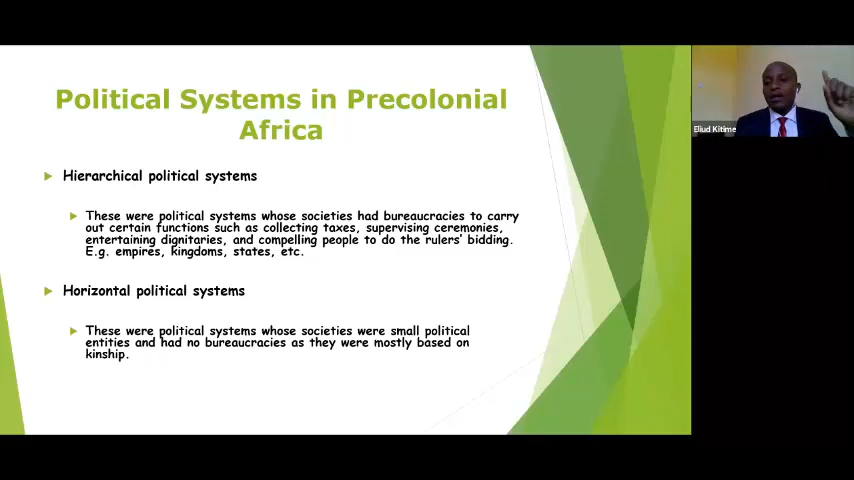 Political Systems in Precolonial
Africa
Hierarchical political systems
These were political systems whose societies had bureaucracies to carry
out certain functions such as collecting taxes, supervising ceremonies,
entertaining dignitaries, and compelling people to do the rulers' bidding.
E.g. empires, kingdoms, states, etc.
Horizontal political systems
These were political systems whose societies were small political
entities and had no bureaucracies as they were mostly based on
kinship.
Eliud Kitime